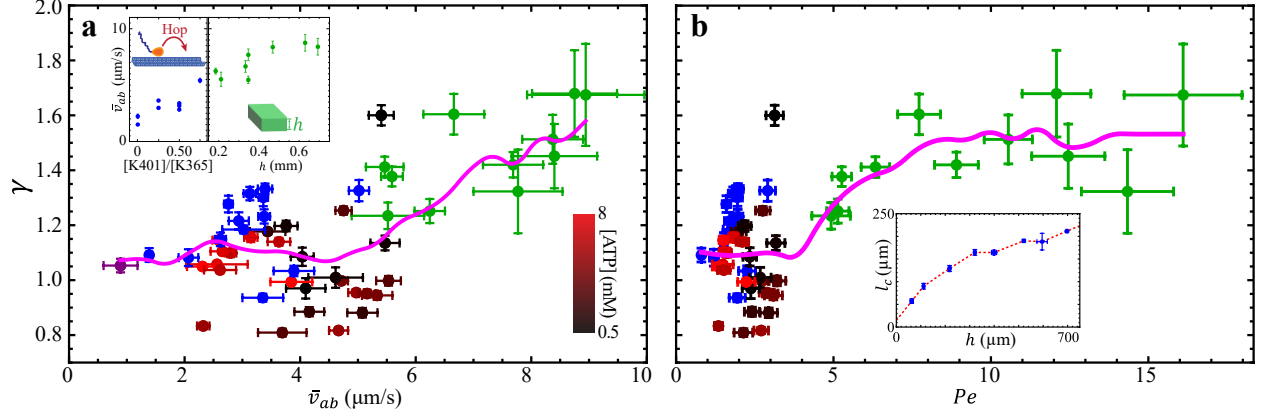 a
b
Hop
10
0
v̄ab (μm/s)
0 0.50
[K401]/[K365]
0.2 0.4 0.6 0.8
h (mm)
h
2.0
1.8
1.6
1.4
1.2
1.0
0.8
γ
8
0.5
[ATP] (mM)
0 2 4 6 8 10
v̄ab (μm/s)
250
0
lc (μm)
0 700
h (μm)
0 5 10 15
Pe